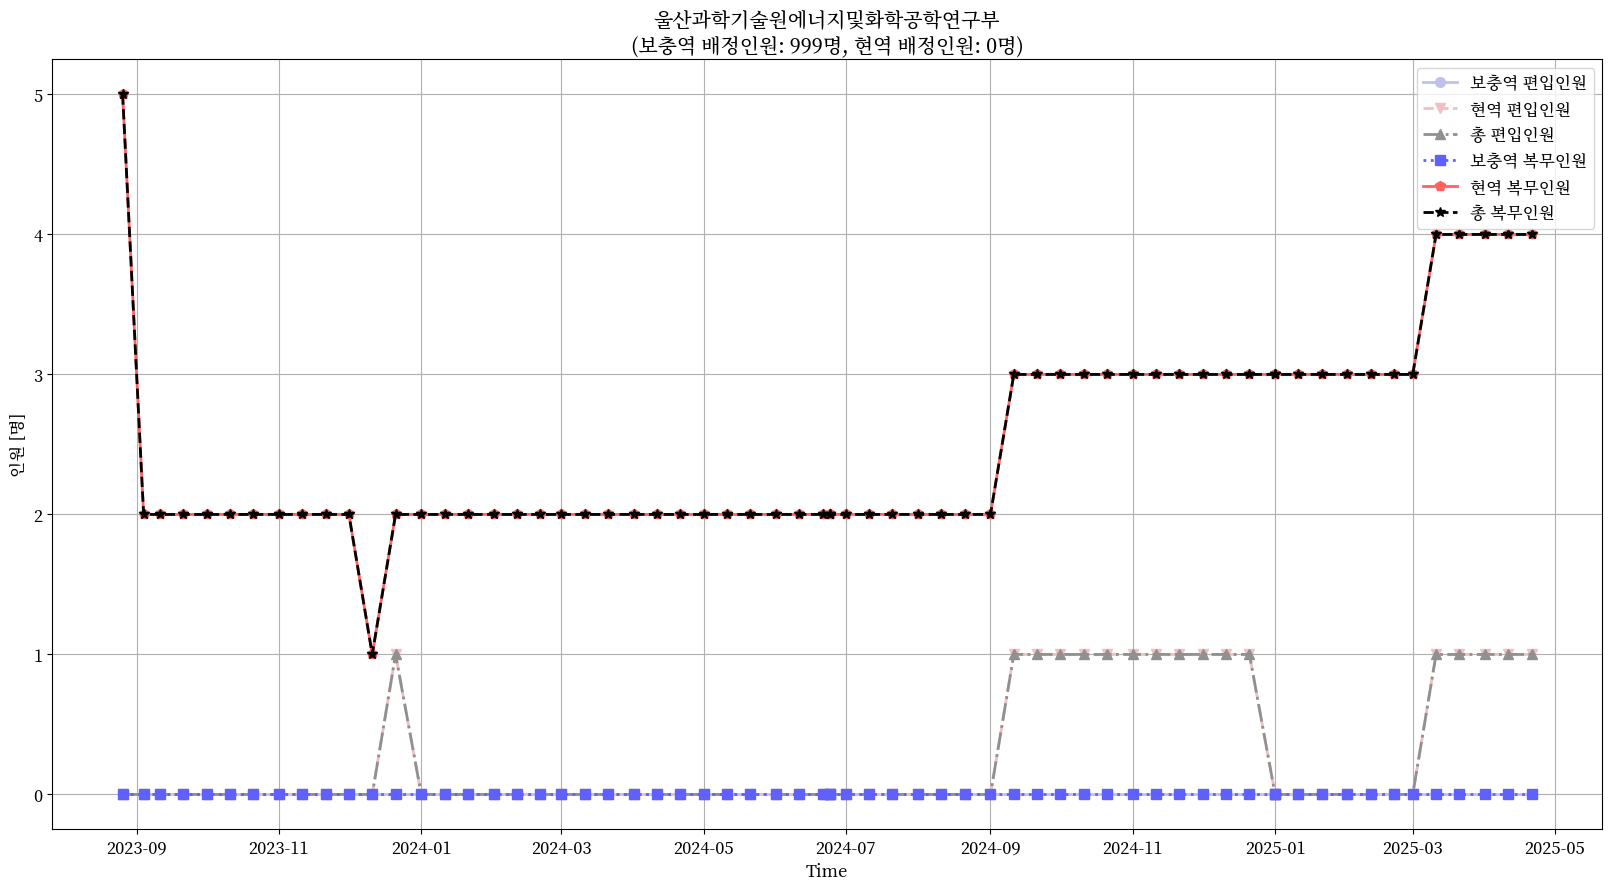 울산과학기술원에너지및화학공학연구부
(보충역 배정인원: 999명, 현역 배정인원: 0명)
보충역 편입인원
현역 편입인원
총 편입인원
보충역 복무인원
현역 복무인원
총 복무인원
인원 [명]
5
4
3
2
1
0
2023-09
2023-11
2024-01
2024-03
2024-05
2024-07
2024-09
2024-11
2025-01
2025-03
2025-05
Time